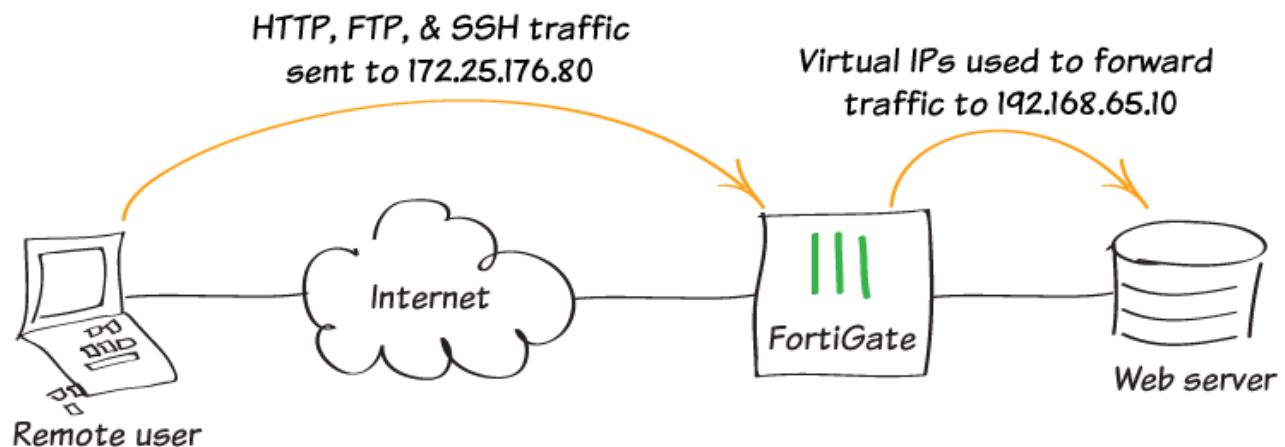 HTTP, FTP, & SSH traffic
sent to 172.25.176.80
Virtual IPs used to forward
traffic to 192.168.65.10
Internet
FortiGate
Web server
Remote user